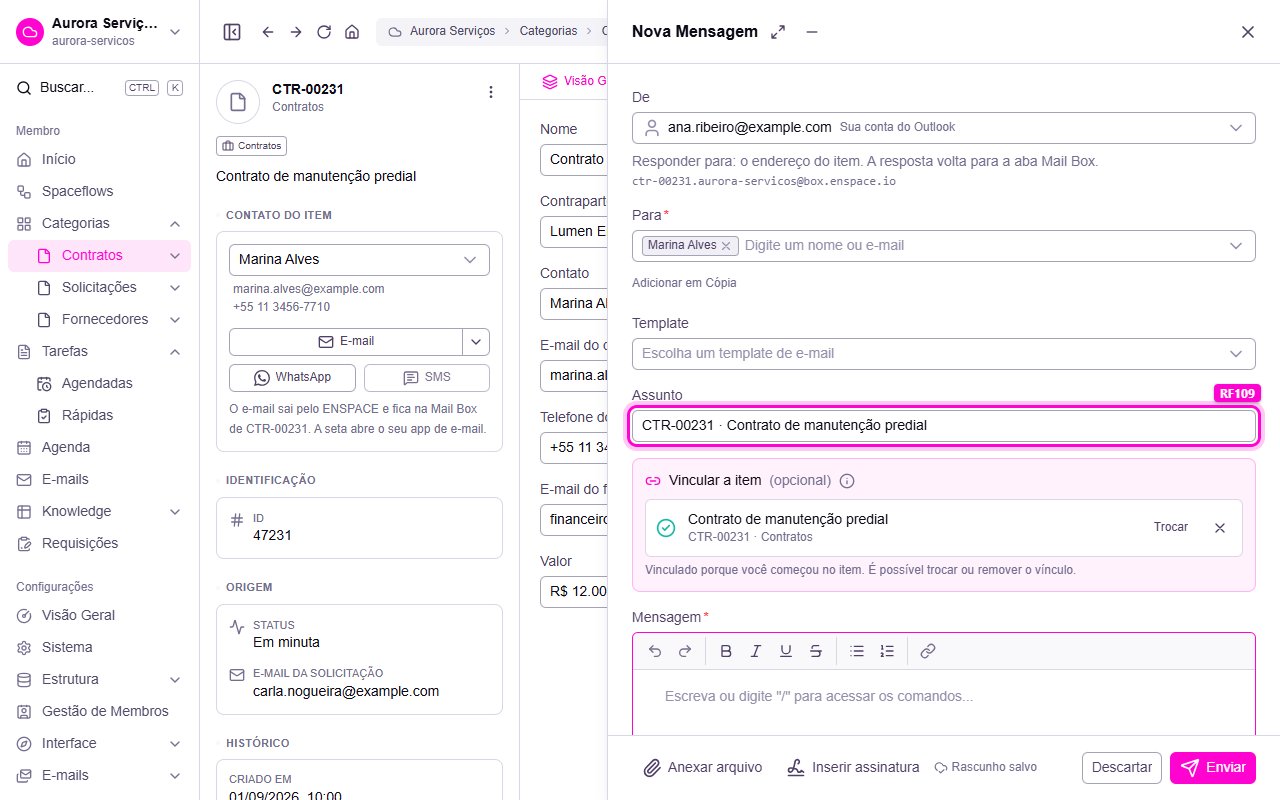 Aurora Serviç...
aurora-servicos
Buscar...
CTRL
K
Membro
Início
Spaceflows
Categorias
Contratos
Solicitações
Fornecedores
Tarefas
Agendadas
Rápidas
Agenda
E-mails
Knowledge
Requisições
Configurações
Visão Geral
Sistema
Estrutura
Gestão de Membros
Interface
E-mails
Aurora Serviços
Categorias
CTR-00231
Contratos
Contratos
Contrato de manutenção predial
CONTATO DO ITEM
Marina Alves
marina.alves@example.com
+55 11 3456-7710
E-mail
WhatsApp
SMS
O e-mail sai pelo ENSPACE e fica na Mail Box
de CTR-00231. A seta abre o seu app de e-mail.
IDENTIFICAÇÃO
ID
47231
ORIGEM
STATUS
Em minuta
E-MAIL DA SOLICITAÇÃO
carla.nogueira@example.com
HISTÓRICO
CRIADO EM
01/09/2026, 10:00
Visão G
Nome
Contrato
Contrapart
Lumen E
Contato
Marina Al
E-mail do c
marina.al
Telefone do
+55 11 34
E-mail do f
financeiro
Valor
R$ 12.00
Nova Mensagem
De
ana.ribeiro@example.com Sua conta do Outlook
Responder para: o endereço do item. A resposta volta para a aba Mail Box.
ctr-00231.aurora-servicos@box.enspace.io
Para*
Marina Alves
Digite um nome ou e-mail
Adicionar em Cópia
Template
Escolha um template de e-mail
Assunto
RF109
CTR-00231 · Contrato de manutenção predial
Vincular a item (opcional)
Contrato de manutenção predial
CTR-00231 · Contratos
Trocar
Vinculado porque você começou no item. É possível trocar ou remover o vínculo.
Mensagem*
Escreva ou digite "/" para acessar os comandos...
Anexar arquivo
Inserir assinatura
Rascunho salvo
Descartar
Enviar